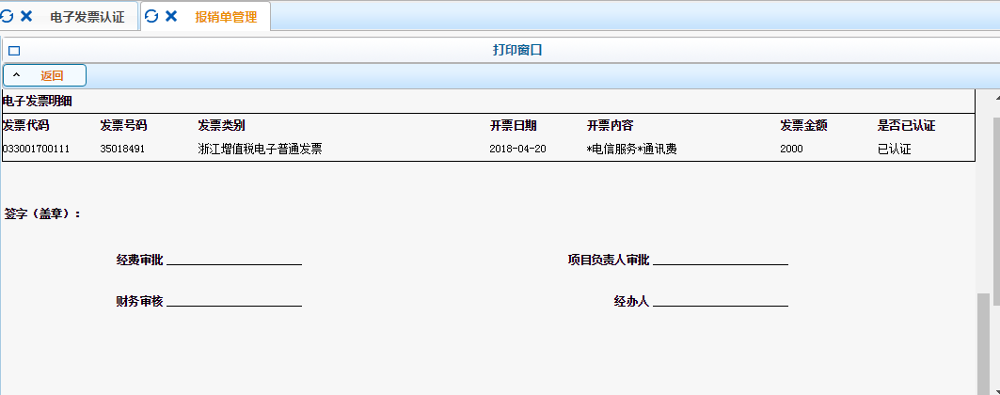 电子发票认证 报销单管理
打印窗口
返回
电子发票明细
发票代码 发票号码 发票类别 开票日期 开票内容 发票金额 是否已认证
033001700111 35018491 浙江增值税电子普通发票 2018-04-20 *电信服务*通讯费 2000 已认证
签字（盖章）：
经费审批 项目负责人审批
财务审核 经办人